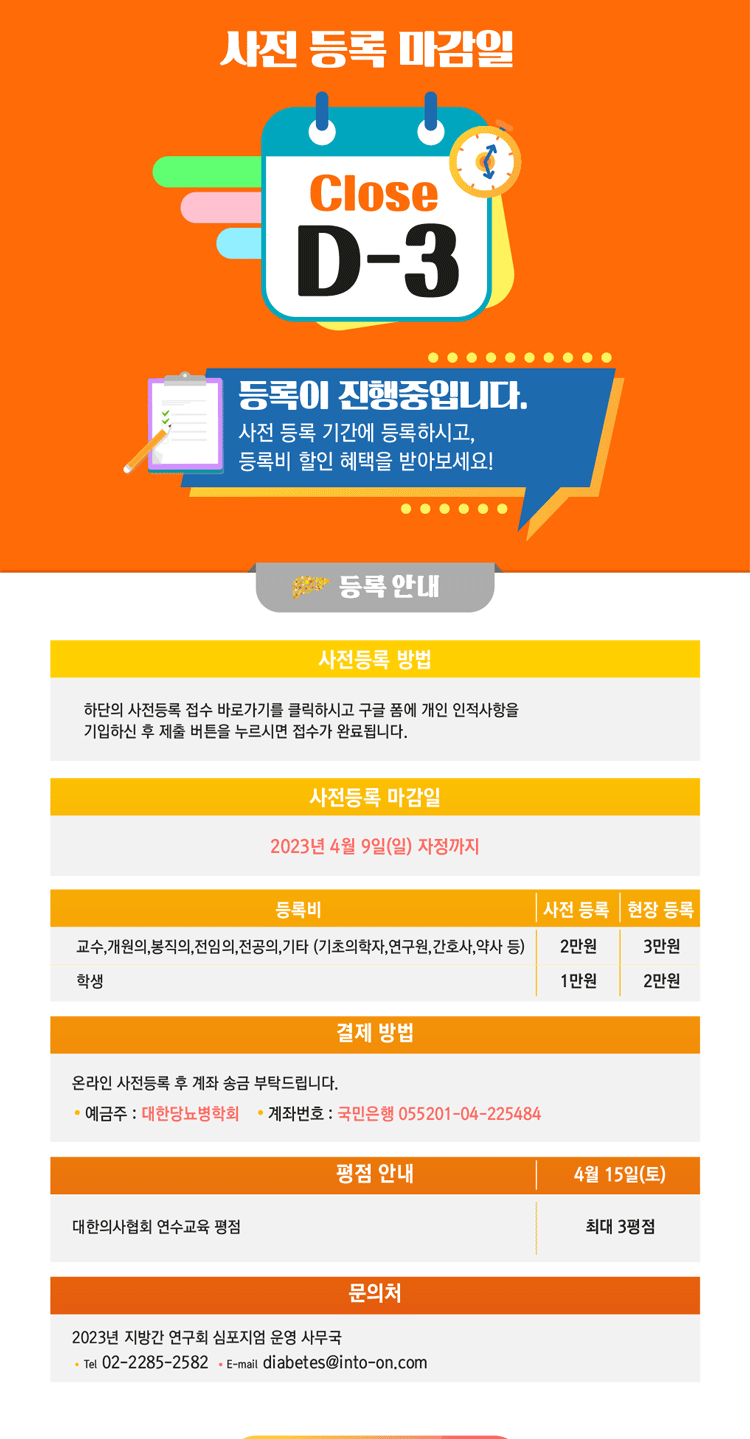 사전 등록 마감일
Close
D-3
등록이 진행중입니다.
사전 등록 기간에 등록하시고,
등록비 할인 혜택을 받아보세요!
등록 안내
사전등록 방법
하단의 사전등록 접수 바로가기를 클릭하시고 구글 폼에 개인 인적사항을
기입하신 후 제출 버튼을 누르시면 접수가 완료됩니다.
사전등록 마감일
2023년 4월 9일(일) 자정까지
등록비 사전 등록 현장 등록
교수,개원의,봉직의,전임의,전공의,기타 (기초의학자,연구원,간호사,약사 등) 2만원 3만원
학생 1만원 2만원
결제 방법
온라인 사전등록 후 계좌 송금 부탁드립니다.
• 예금주 : 대한당뇨병학회 • 계좌번호 : 국민은행 055201-04-225484
평점 안내 4월 15일(토)
대한의사협회 연수교육 평점 최대 3평점
문의처
2023년 지방간 연구회 심포지엄 운영 사무국
• Tel 02-2285-2582 • E-mail diabetes@into-on.com